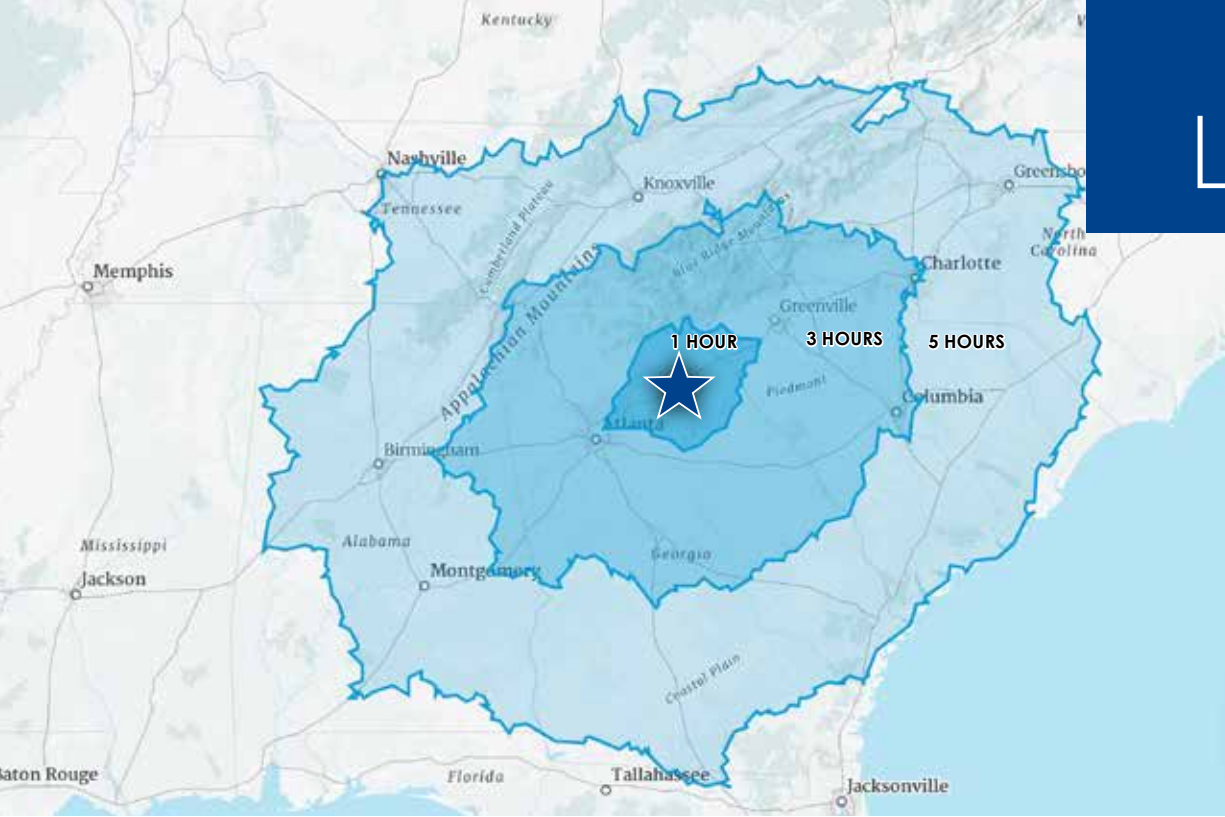 Kentucky
Nashville
Knoxville
Tennessee
Cumberland Plateau
Blue Ridge Mountains
North
Carolina
Memphis
Charlotte
Appalachian Mountains
Greenville
1 HOUR
3 HOURS
5 HOURS
Piedmont
Columbia
Atlanta
Birmingham
Mississippi
Alabama
Georgia
Jackson
Montgomery
Coastal Plain
Baton Rouge
Florida
Tallahassee
Jacksonville